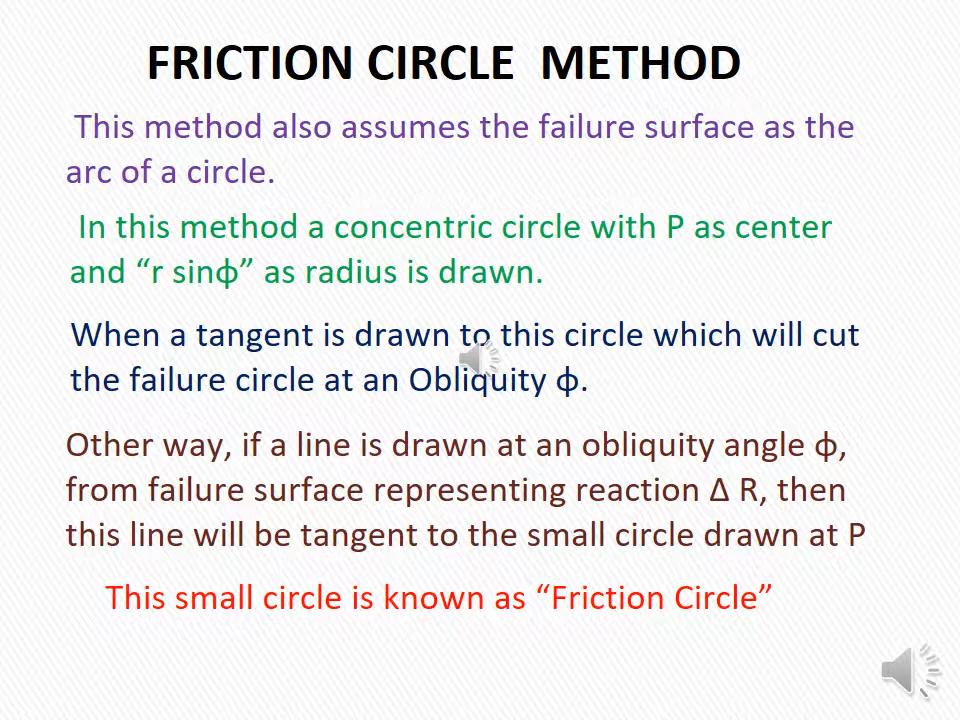 FRICTION CIRCLE METHOD
This method also assumes the failure surface as the
arc of a circle.
In this method a concentric circle with P as center
and “r sinϕ” as radius is drawn.
When a tangent is drawn to this circle which will cut
the failure circle at an Obliquity ϕ.
Other way, if a line is drawn at an obliquity angle ϕ,
from failure surface representing reaction Δ R, then
this line will be tangent to the small circle drawn at P
This small circle is known as “Friction Circle”